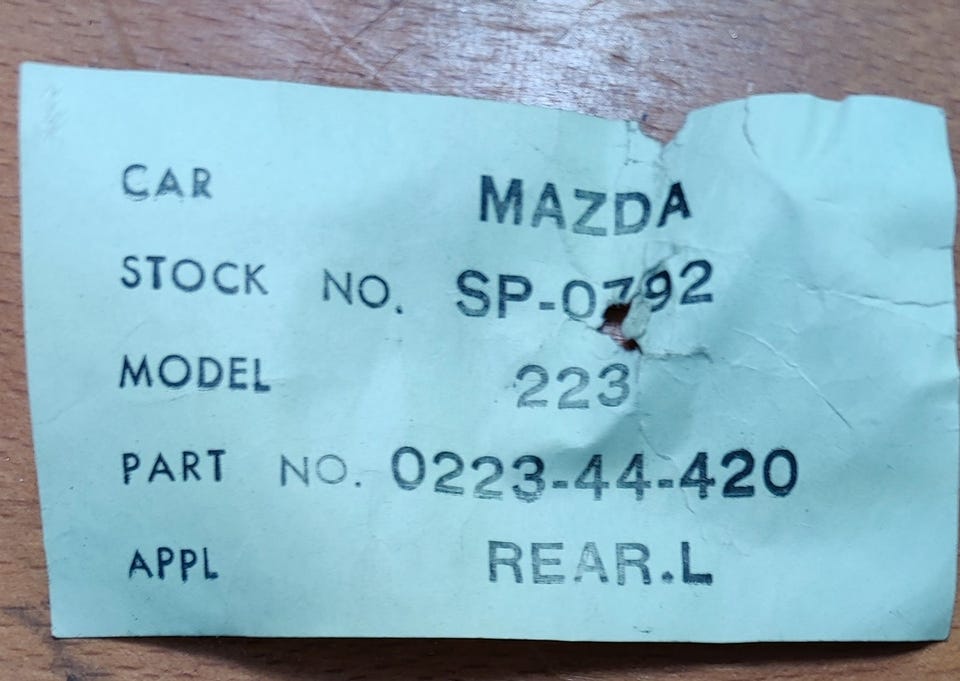 CAR MAZDA
STOCK NO. SP-0792
MODEL 223
PART NO. 0223-44-420
APPL REAR.L